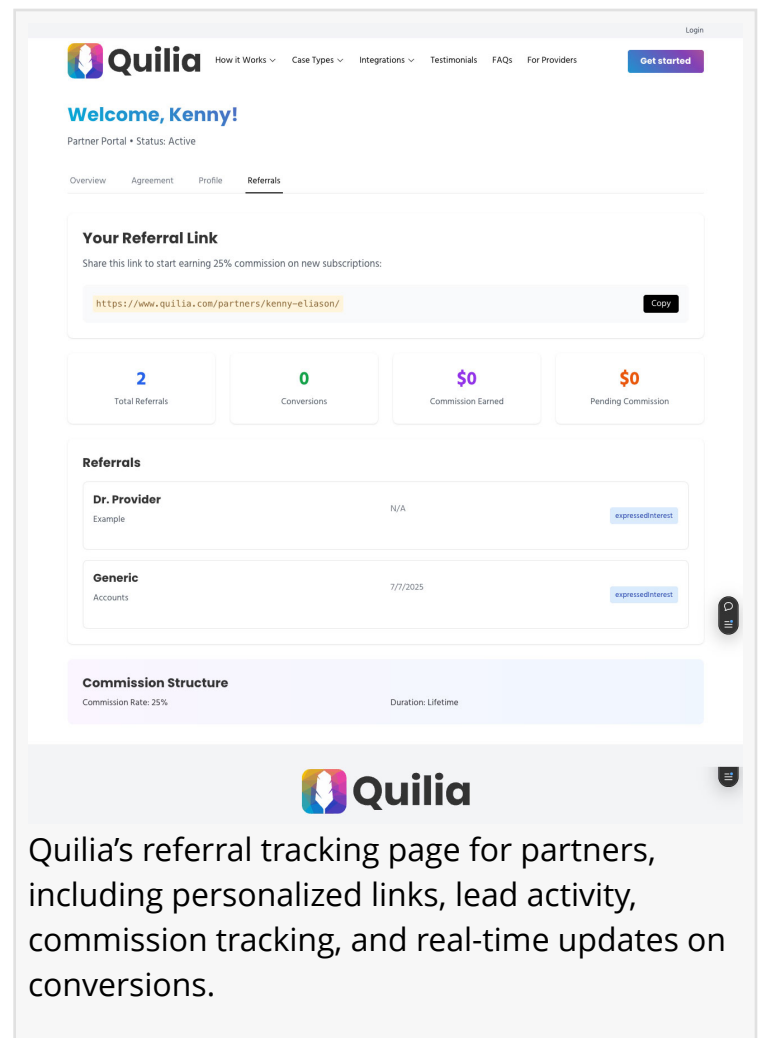 Login
Quilia
How it Works
Case Types
Integrations
Testimonials
FAQs
For Providers
Get started
Welcome, Kenny!
Partner Portal • Status: Active
Overview
Agreement
Profile
Referrals
Your Referral Link
Share this link to start earning 25% commission on new subscriptions:
https://www.quilia.com/partners/kenny-eliason/
Copy
2
Total Referrals
0
Conversions
$0
Commission Earned
$0
Pending Commission
Referrals
Dr. Provider
Example
N/A
expressedInterest
Generic
Accounts
7/7/2025
expressedInterest
Commission Structure
Commission Rate: 25%
Duration: Lifetime
Quilia
Quilia’s referral tracking page for partners,
including personalized links, lead activity,
commission tracking, and real-time updates on
conversions.